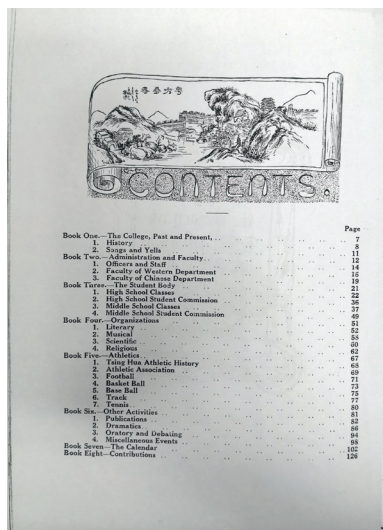 CONTENTS.
Page
Book One.—The College, Past and Present, .. 7
1. History .. 8
2. Songs and Yells .. 11
Book Two.—Administration and Faculty .. 12
1. Officers and Staff .. 14
2. Faculty of Western Department .. 16
3. Faculty of Chinese Department .. 19
Book Three.—The Student Body .. 21
1. High School Classes .. 22
2. High School Student Commission .. 36
3. Middle School Classes .. 37
4. Middle School Student Commission .. 49
Book Four.—Organizations .. 51
1. Literary .. 52
2. Musical .. 58
3. Scientific .. 60
4. Religious .. 62
Book Five.—Athletics .. 67
1. Tsing Hua Athletic History .. 68
2. Athletic Association .. 69
3. Football .. 71
4. Basket Ball .. 73
5. Base Ball .. 75
6. Track .. 77
7. Tennis .. 80
Book Six.—Other Activities .. 81
1. Publications .. 82
2. Dramatics .. 86
3. Oratory and Debating .. 94
4. Miscellaneous Events .. 98
Book Seven—The Calendar .. 102
Book Eight—Contributions .. 126